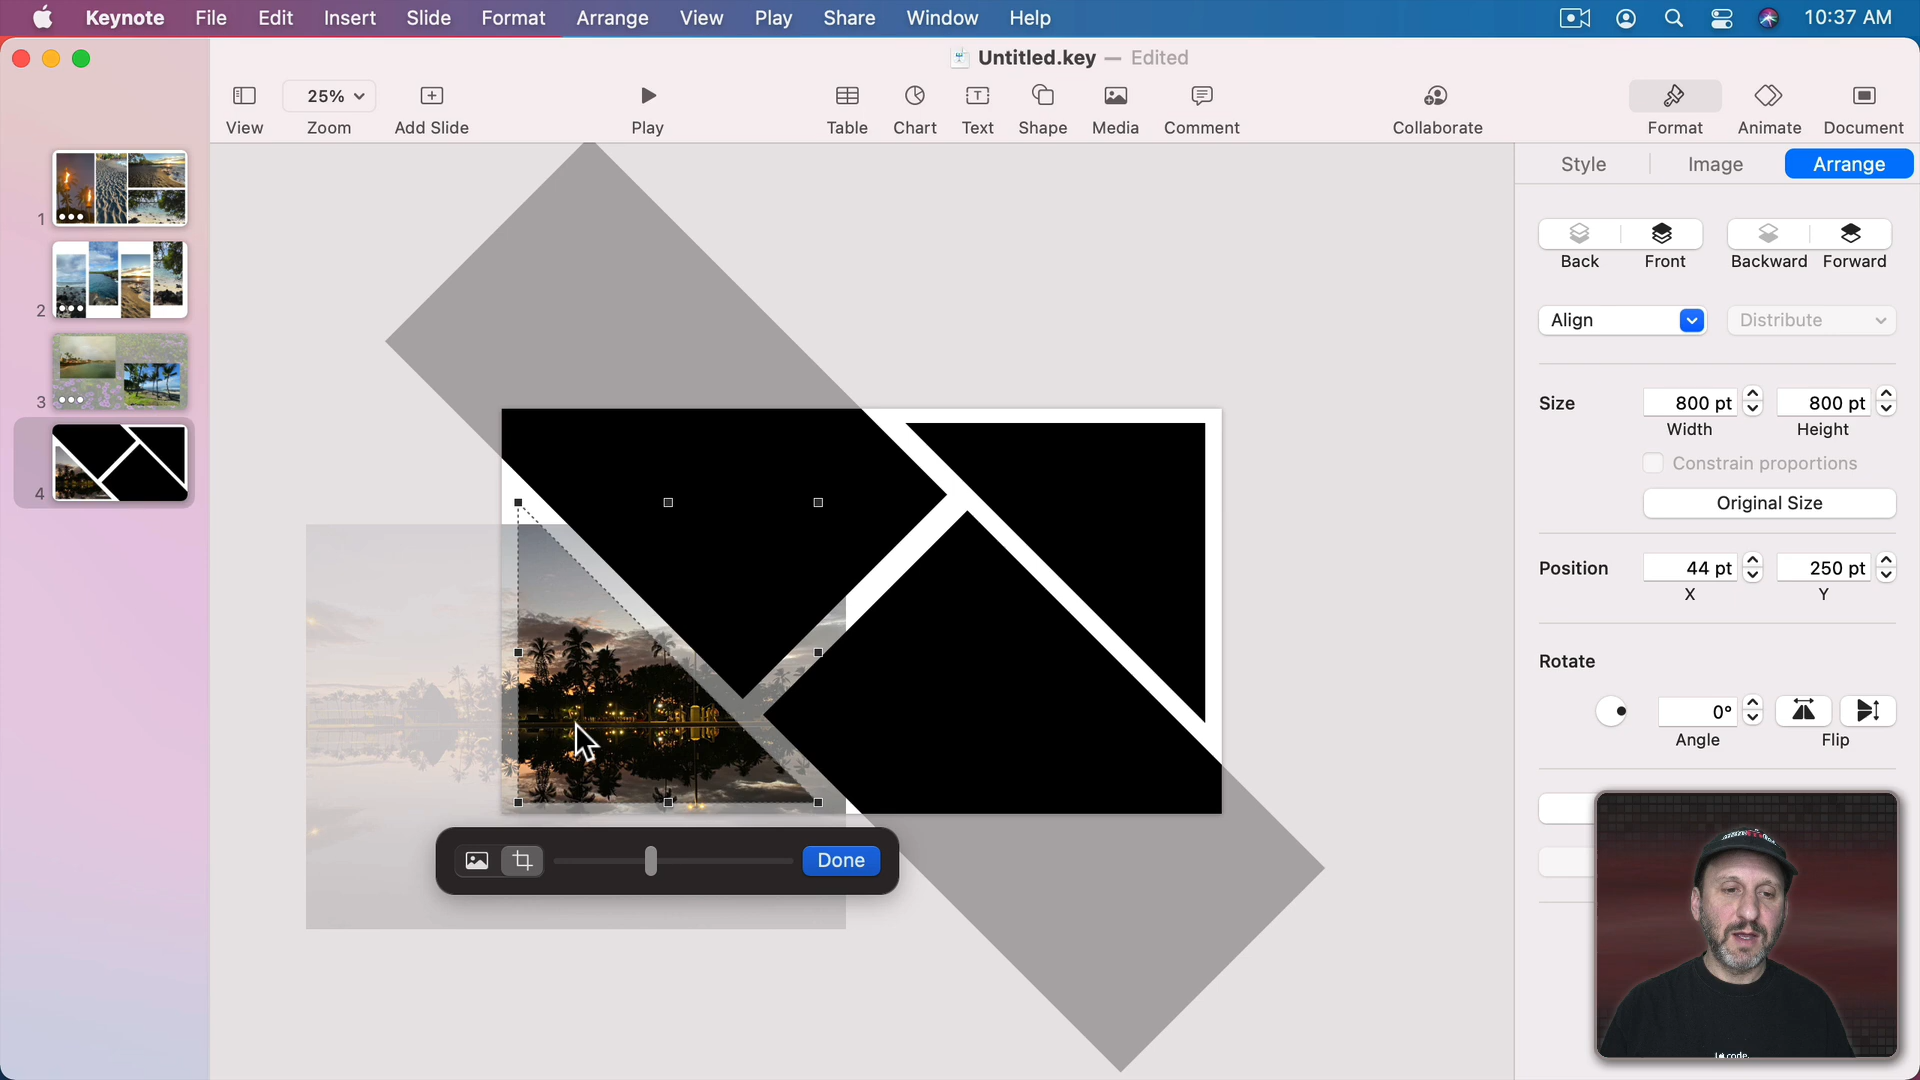 Keynote File Edit Insert Slide Format Arrange View Play Share Window Help 10:37 AM
Untitled.key — Edited
25%
View Zoom Add Slide Play Table Chart Text Shape Media Comment Collaborate Format Animate Document
Style Image Arrange
1
2
3
4
Back Front Backward Forward
Align Distribute
Size 800 pt 800 pt
Width Height
Constrain proportions
Original Size
Position 44 pt 250 pt
X Y
Rotate
0°
Angle Flip
Done
code.